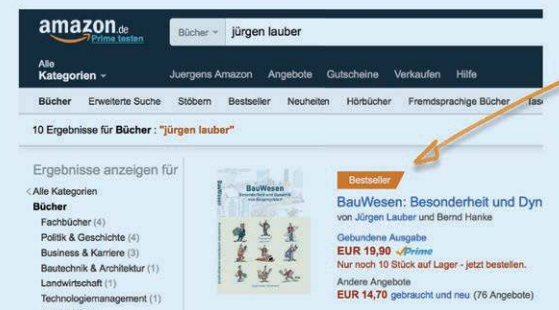 amazon.de
Prime testen
Bücher
jürgen lauber
Alle
Kategorien
Juergens Amazon Angebote Gutscheine Verkaufen Hilfe
Bücher Erweiterte Suche Stöbern Bestseller Neuheiten Hörbücher Fremdsprachige Bücher
10 Ergebnisse für Bücher : "jürgen lauber"
Ergebnisse anzeigen für
< Alle Kategorien
Bücher
Fachbücher (4)
Politik & Geschichte (4)
Business & Karriere (3)
Bautechnik & Architektur (1)
Landwirtschaft (1)
Technologiemanagement (1)
BauWesen
BauWesen
Bestseller
BauWesen: Besonderheit und Dyn
von Jürgen Lauber und Bernd Hanke
Gebundene Ausgabe
EUR 19,90 Prime
Nur noch 10 Stück auf Lager - jetzt bestellen.
Andere Angebote
EUR 14,70 gebraucht und neu (76 Angebote)